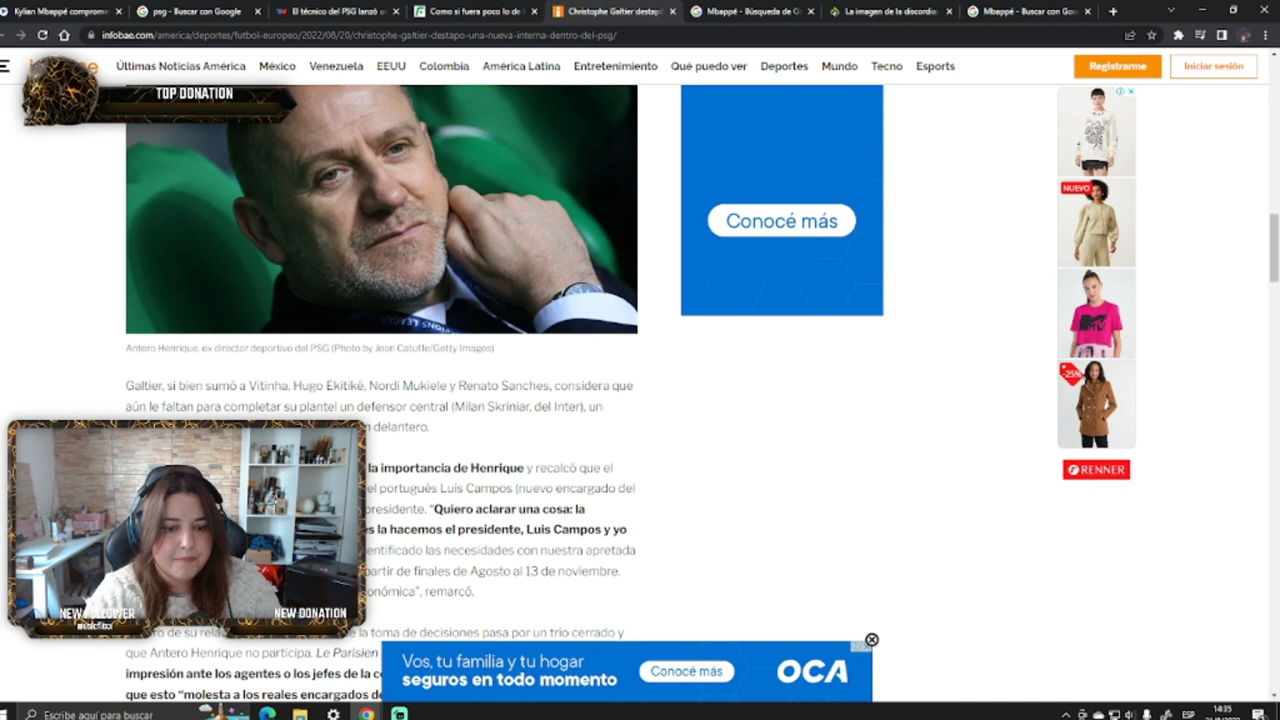 Kylian Mbappé comprome
psg - Buscar con Google
El técnico del PSG lanzó u
Como si fuera poco lo de l
Christophe Galtier destap
Mbappé - Búsqueda de G
La imagen de la discordi
Mbappé - Buscar con Goo
infobae.com/america/deportes/futbol-europeo/2022/08/20/christophe-galtier-destapo-una-nueva-interna-dentro-del-psg/
Últimas Noticias América México Venezuela EEUU Colombia América Latina Entretenimiento Qué puedo ver Deportes Mundo Tecno Esports
Registrarme
Iniciar sesión
TOP DONATION
Conocé más
NUEVO
-25%
RENNER
Antero Henrique, ex director deportivo del PSG (Photo by Jean Catuffe/Getty Images)
Galtier, si bien sumó a Vitinha, Hugo Ekitiké, Nordi Mukiele y Renato Sanches, considera que
aún le faltan para completar su plantel un defensor central (Milan Skriniar, del Inter), un
n delantero.
la importancia de Henrique y recalcó que el
el portugués Luis Campos (nuevo encargado del
presidente. “Quiero aclarar una cosa: la
es la hacemos el presidente, Luis Campos y yo
entificado las necesidades con nuestra apretada
partir de finales de Agosto al 13 de noviembre.
onómica”, remarcó.
NEW FOLLOWER
NEW DONATION
ro de su rela
e la toma de decisiones pasa por un trío cerrado y
que Antero Henrique no participa. Le Parisien
impresión ante los agentes o los jefes de la c
que esto “molesta a los reales encargados de
Vos, tu familia y tu hogar
seguros en todo momento
Conocé más
OCA
Escribe aquí para buscar
ESP
14:35